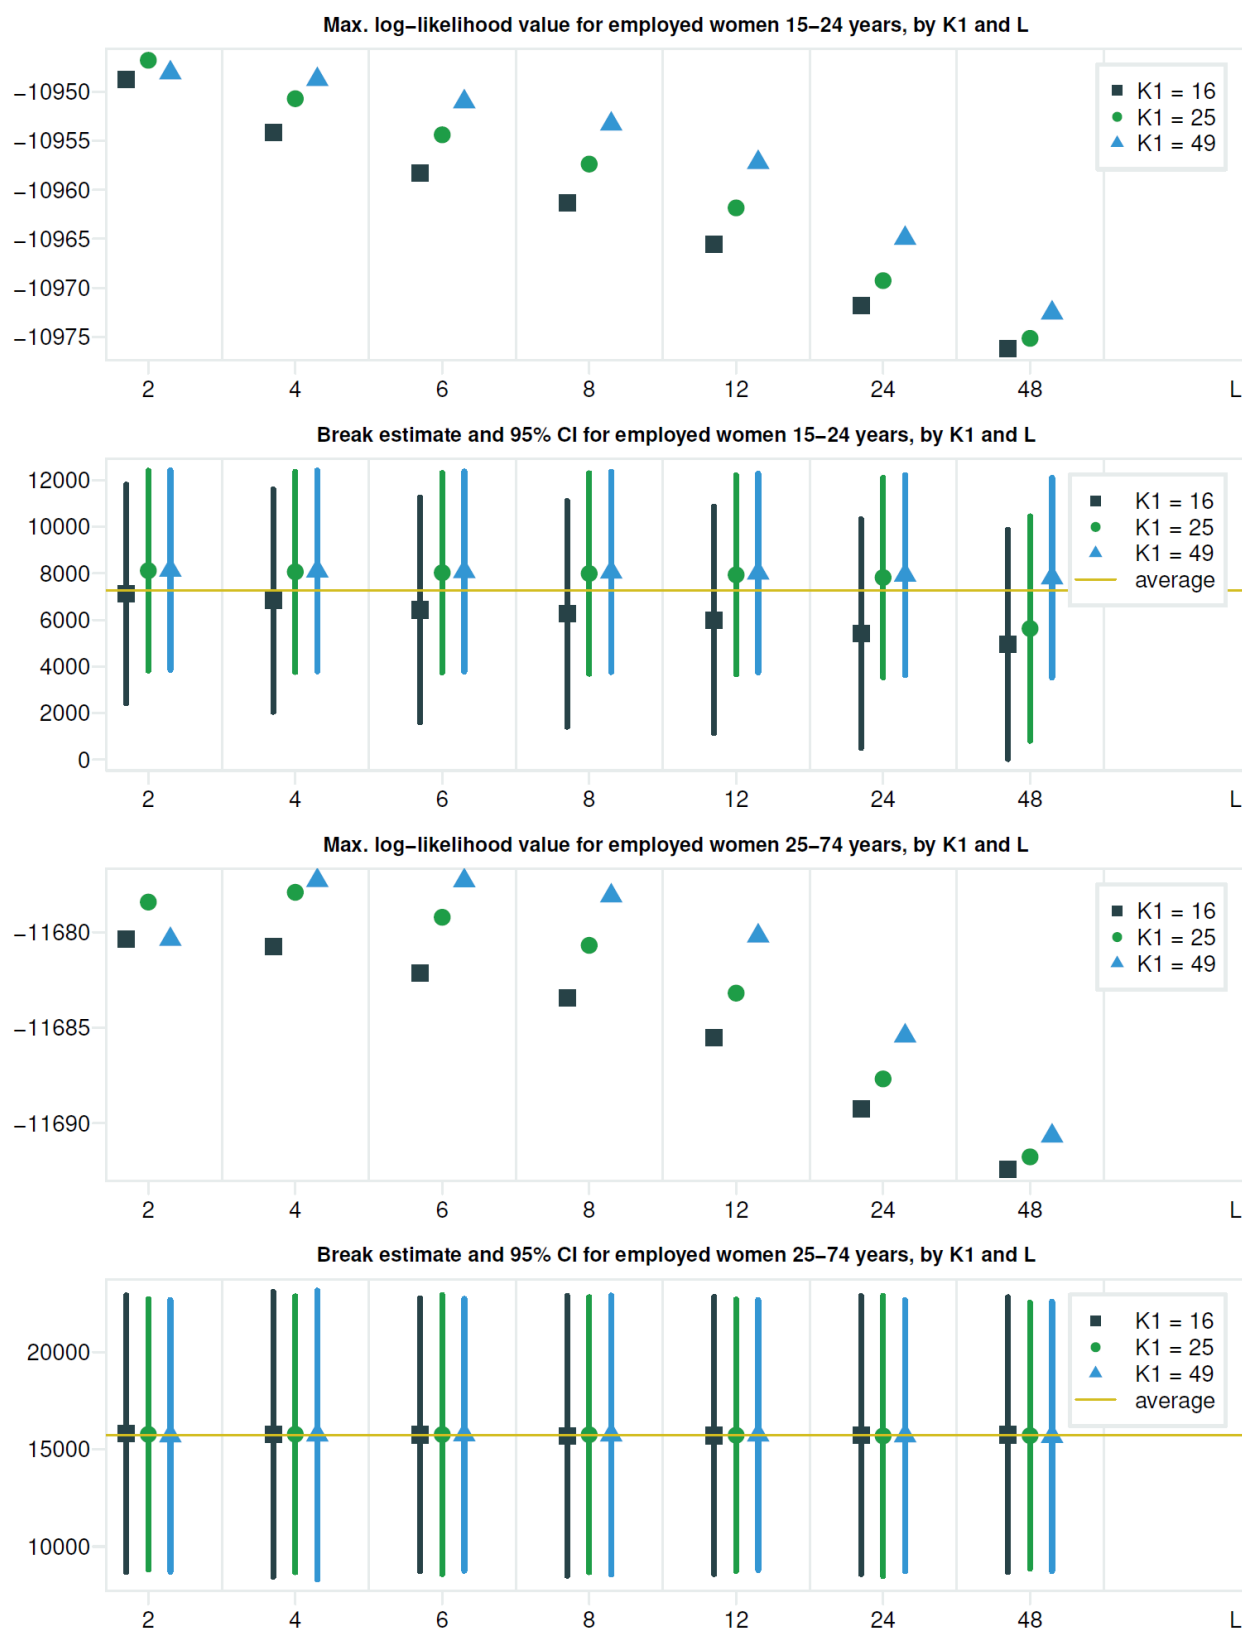 Max. log−likelihood value for employed women 15−24 years, by K1 and L
−10950
−10955
−10960
−10965
−10970
−10975
K1 = 16
K1 = 25
K1 = 49
2 4 6 8 12 24 48 L
Break estimate and 95% CI for employed women 15−24 years, by K1 and L
12000
10000
8000
6000
4000
2000
0
K1 = 16
K1 = 25
K1 = 49
average
2 4 6 8 12 24 48 L
Max. log−likelihood value for employed women 25−74 years, by K1 and L
−11680
−11685
−11690
K1 = 16
K1 = 25
K1 = 49
2 4 6 8 12 24 48 L
Break estimate and 95% CI for employed women 25−74 years, by K1 and L
20000
15000
10000
K1 = 16
K1 = 25
K1 = 49
average
2 4 6 8 12 24 48 L